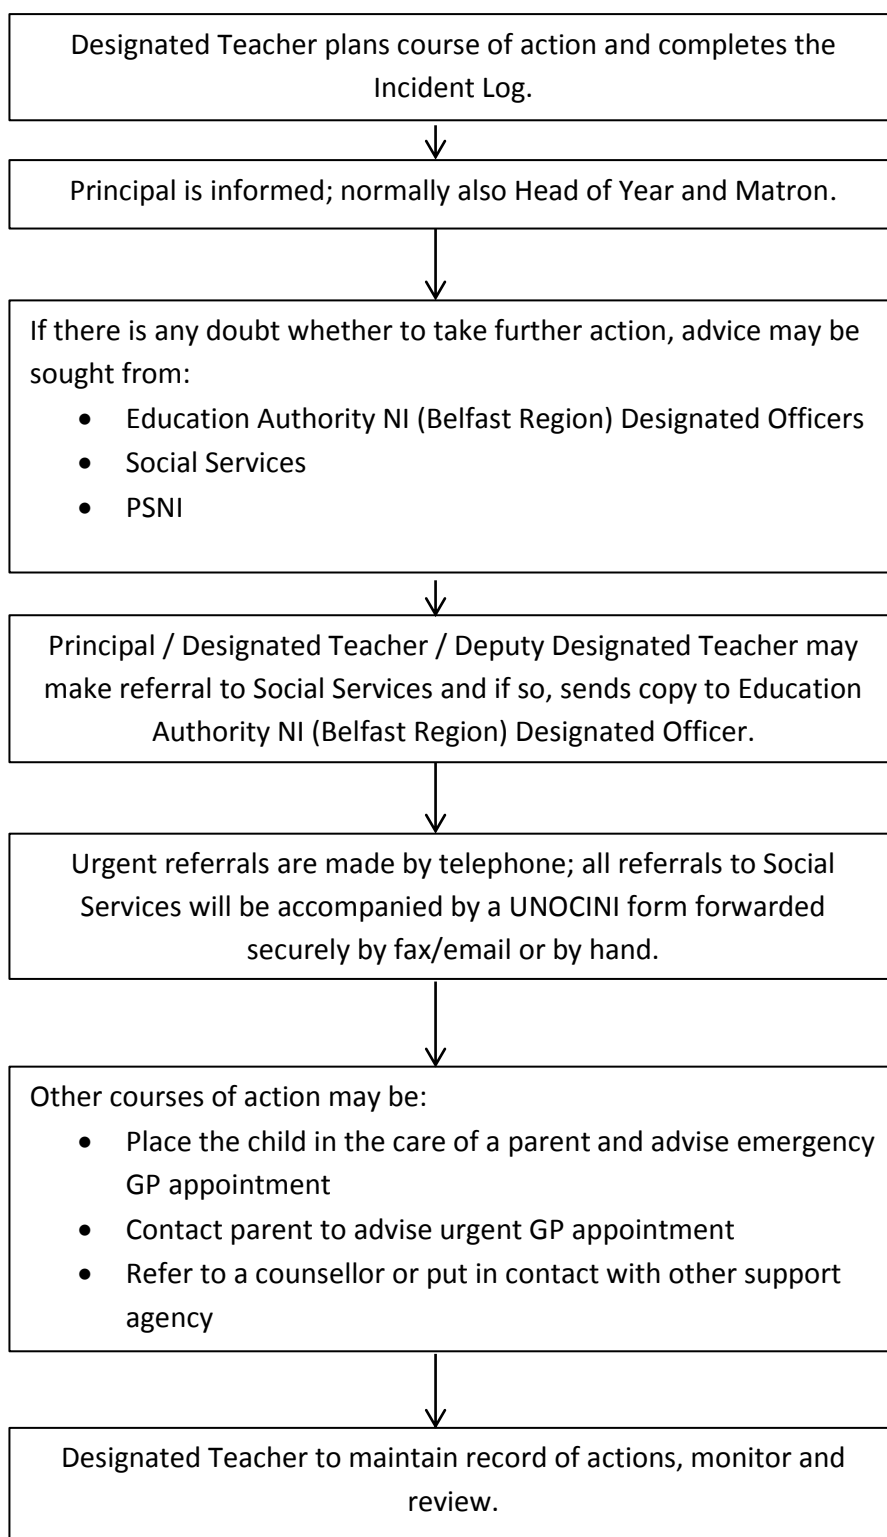 Designated Teacher plans course of action and completes the
Incident Log.
Principal is informed; normally also Head of Year and Matron.
If there is any doubt whether to take further action, advice may be
sought from:
• Education Authority NI (Belfast Region) Designated Officers
• Social Services
• PSNI
Principal / Designated Teacher / Deputy Designated Teacher may
make referral to Social Services and if so, sends copy to Education
Authority NI (Belfast Region) Designated Officer.
Urgent referrals are made by telephone; all referrals to Social
Services will be accompanied by a UNOCINI form forwarded
securely by fax/email or by hand.
Other courses of action may be:
• Place the child in the care of a parent and advise emergency
GP appointment
• Contact parent to advise urgent GP appointment
• Refer to a counsellor or put in contact with other support
agency
Designated Teacher to maintain record of actions, monitor and
review.